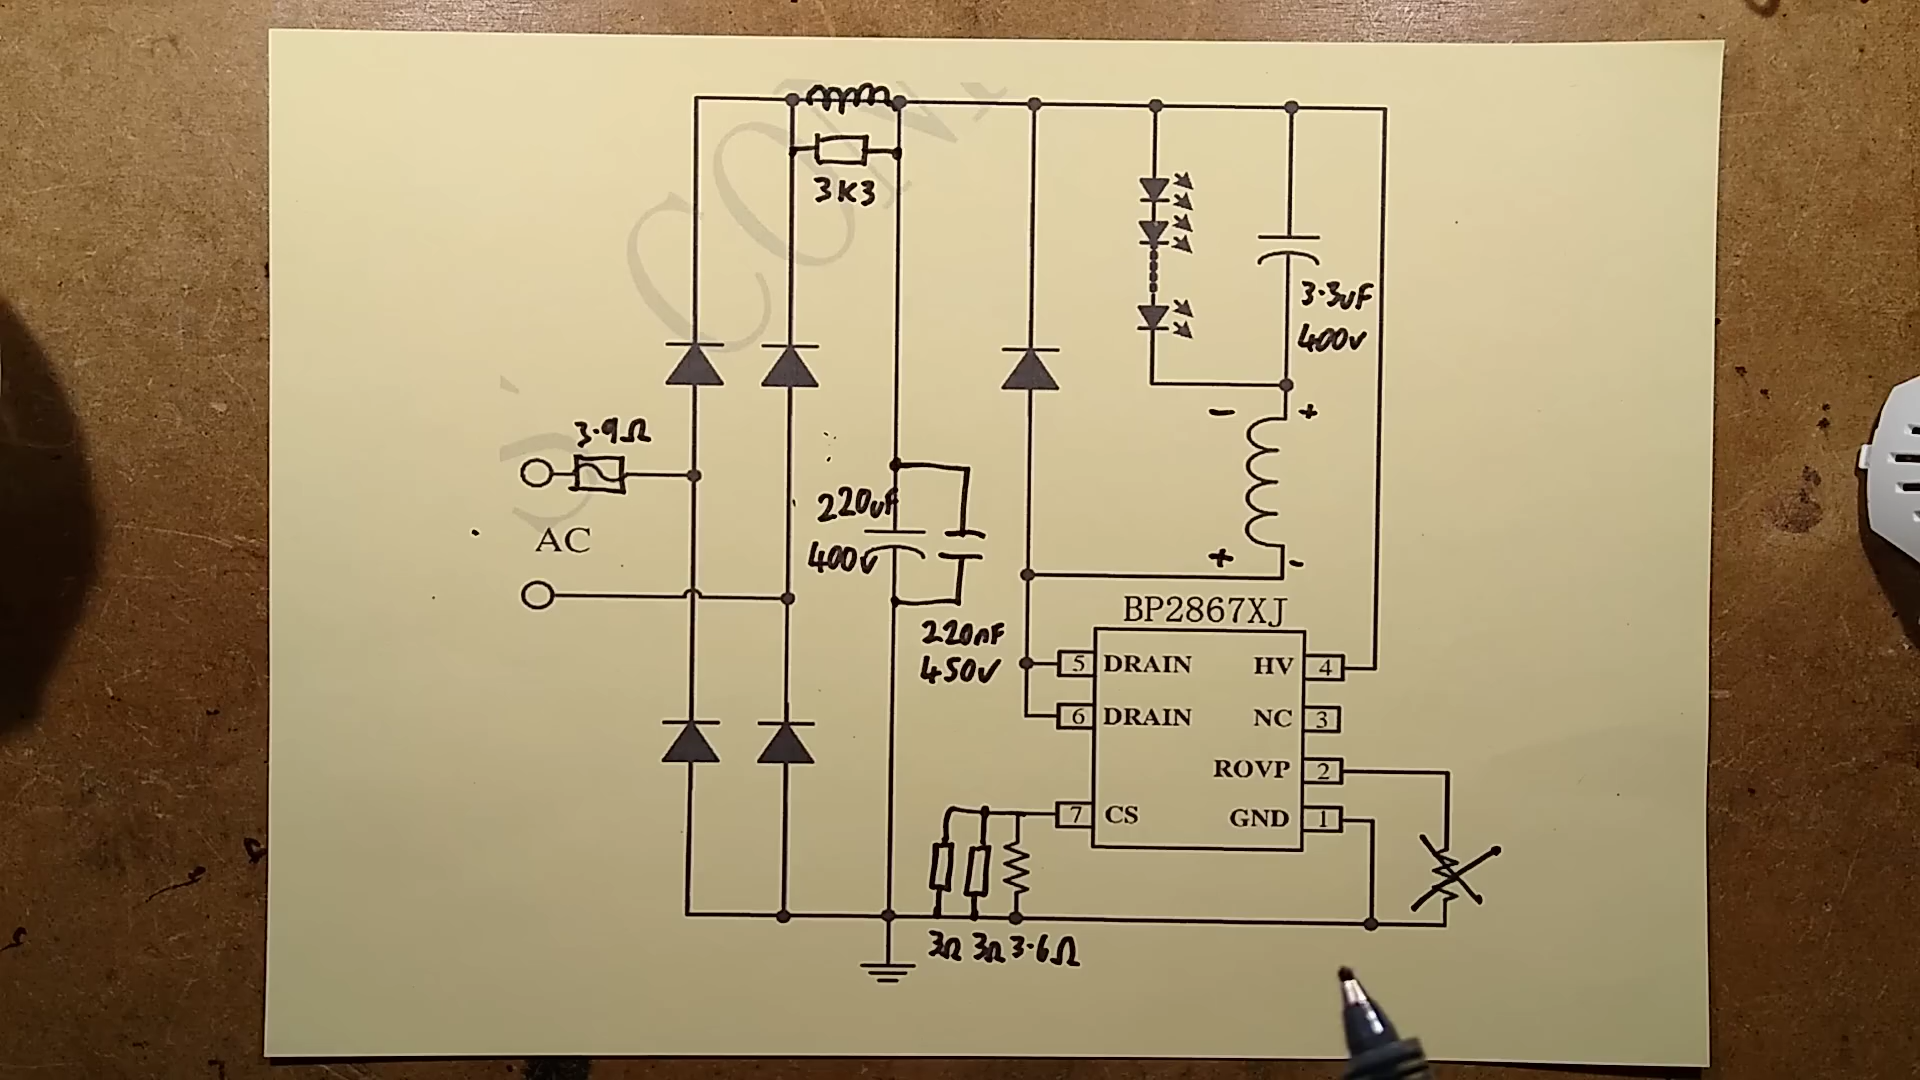 CON
3K3
3.3uF
400v
3.9Ω
- +
220uF
400v
AC
+ -
BP2867XJ
220nF
450v
5 DRAIN HV 4
6 DRAIN NC 3
ROVP 2
7 CS GND 1
3Ω 3Ω 3.6Ω